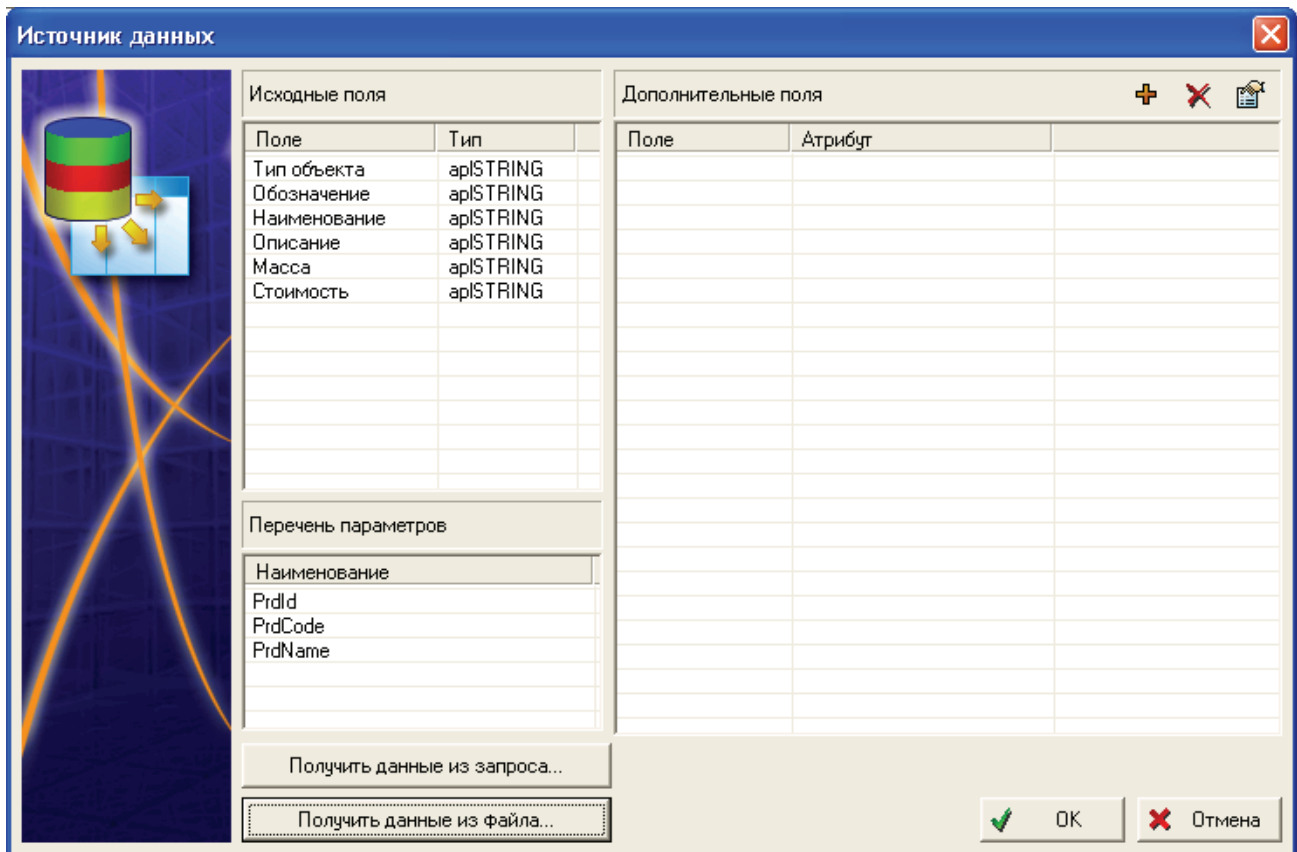 Источник данных
Исходные поля
Поле Тип
Тип объекта aplSTRING
Обозначение aplSTRING
Наименование aplSTRING
Описание aplSTRING
Масса aplSTRING
Стоимость aplSTRING
Перечень параметров
Наименование
PrdId
PrdCode
PrdName
Получить данные из запроса...
Получить данные из файла...
Дополнительные поля
Поле Атрибут
OK Отмена